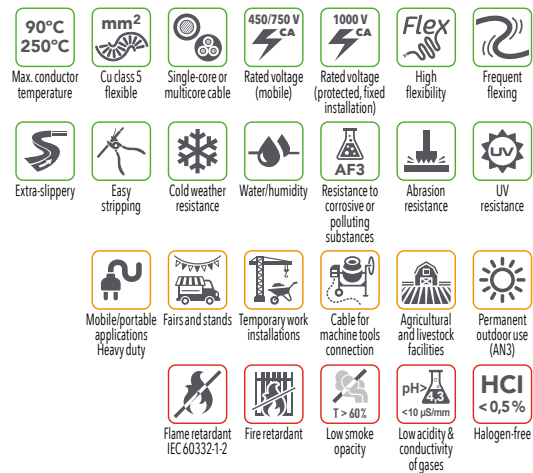 90°C
250°C
Max. conductor
temperature
mm²
Cu class 5
flexible
Single-core or
multicore cable
450/750 V
CA
Rated voltage
(mobile)
1000 V
CA
Rated voltage
(protected, fixed
installation)
Flex
High
flexibility
Frequent
flexing
Extra-slippery
Easy
stripping
Cold weather
resistance
Water/humidity
AF3
Resistance to
corrosive or
polluting
substances
Abrasion
resistance
UV
UV
resistance
Mobile/portable
applications
Heavy duty
Fairs and stands
Temporary work
installations
Cable for
machine tools
connection
Agricultural
and livestock
facilities
Permanent
outdoor use
(AN3)
Flame retardant
IEC 60332-1-2
Fire retardant
T > 60%
Low smoke
opacity
pH> 4.3
<10 µS/mm
Low acidity &
conductivity
of gases
HCl
< 0,5 %
Halogen-free